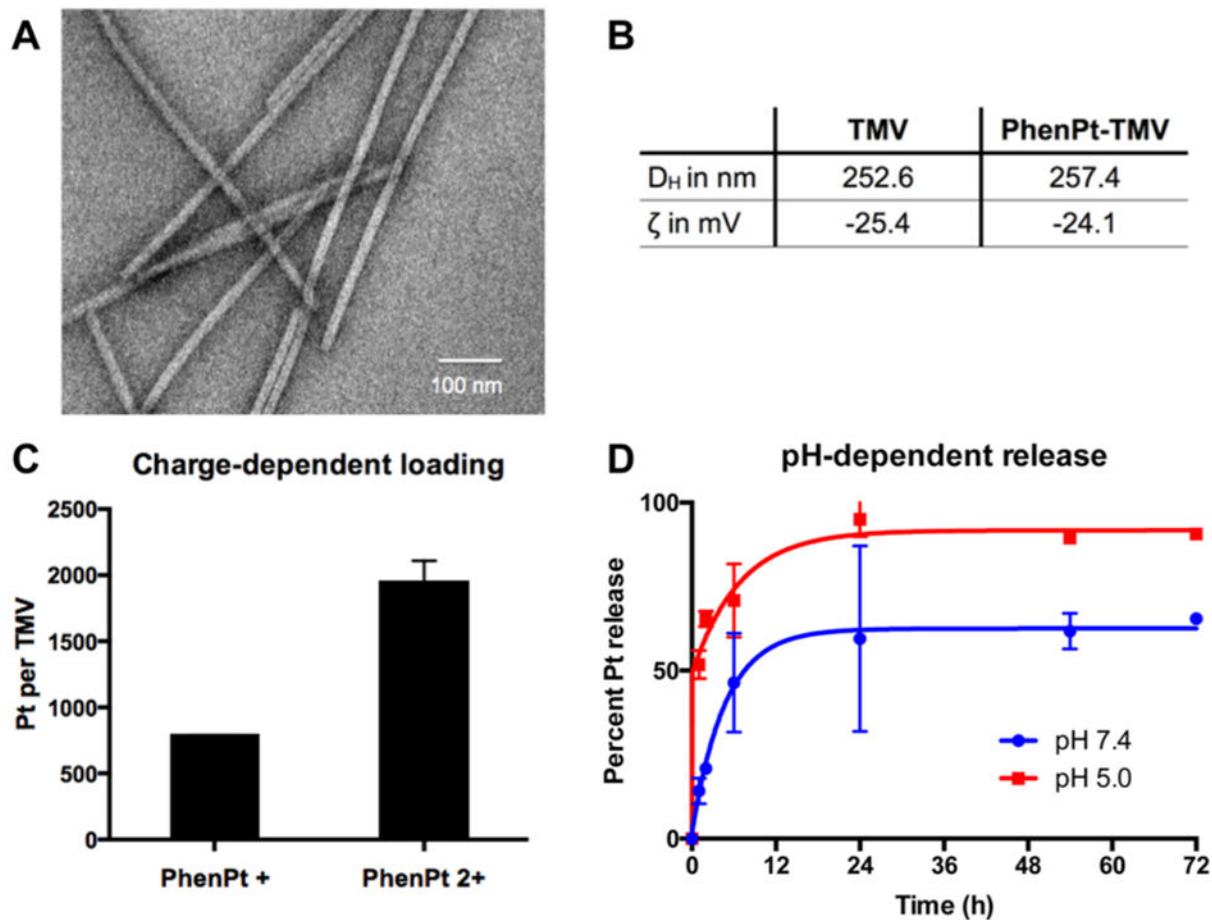 A
100 nm
B
TMV PhenPt-TMV
DH in nm 252.6 257.4
ζ in mV -25.4 -24.1
C
Charge-dependent loading
Pt per TMV
2500
2000
1500
1000
500
0
PhenPt + PhenPt 2+
D
pH-dependent release
Percent Pt release
100
50
0
pH 7.4
pH 5.0
0 12 24 36 48 60 72
Time (h)